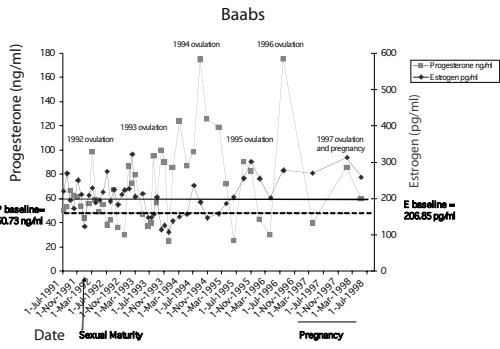 Baabs
Progesterone (ng/ml)
180
160
140
120
100
80
60
40
20
0
600
500
400
300
200
100
0
Estrogen (pg/ml)
Progesterone ng/ml
Estrogen pg/ml
1992 ovulation
1993 ovulation
1994 ovulation
1995 ovulation
1996 ovulation
1997 ovulation
and pregnancy
P baseline=
60.73 ng/ml
E baseline =
206.85 pg/ml
1-Jul-1991
1-Nov-1991
1-Mar-1992
1-Jul-1992
1-Nov-1992
1-Mar-1993
1-Jul-1993
1-Nov-1993
1-Mar-1994
1-Jul-1994
1-Nov-1994
1-Mar-1995
1-Jul-1995
1-Nov-1995
1-Mar-1996
1-Jul-1996
1-Nov-1996
1-Mar-1997
1-Jul-1997
1-Nov-1997
1-Mar-1998
1-Jul-1998
Date
Sexual Maturity
Pregnancy